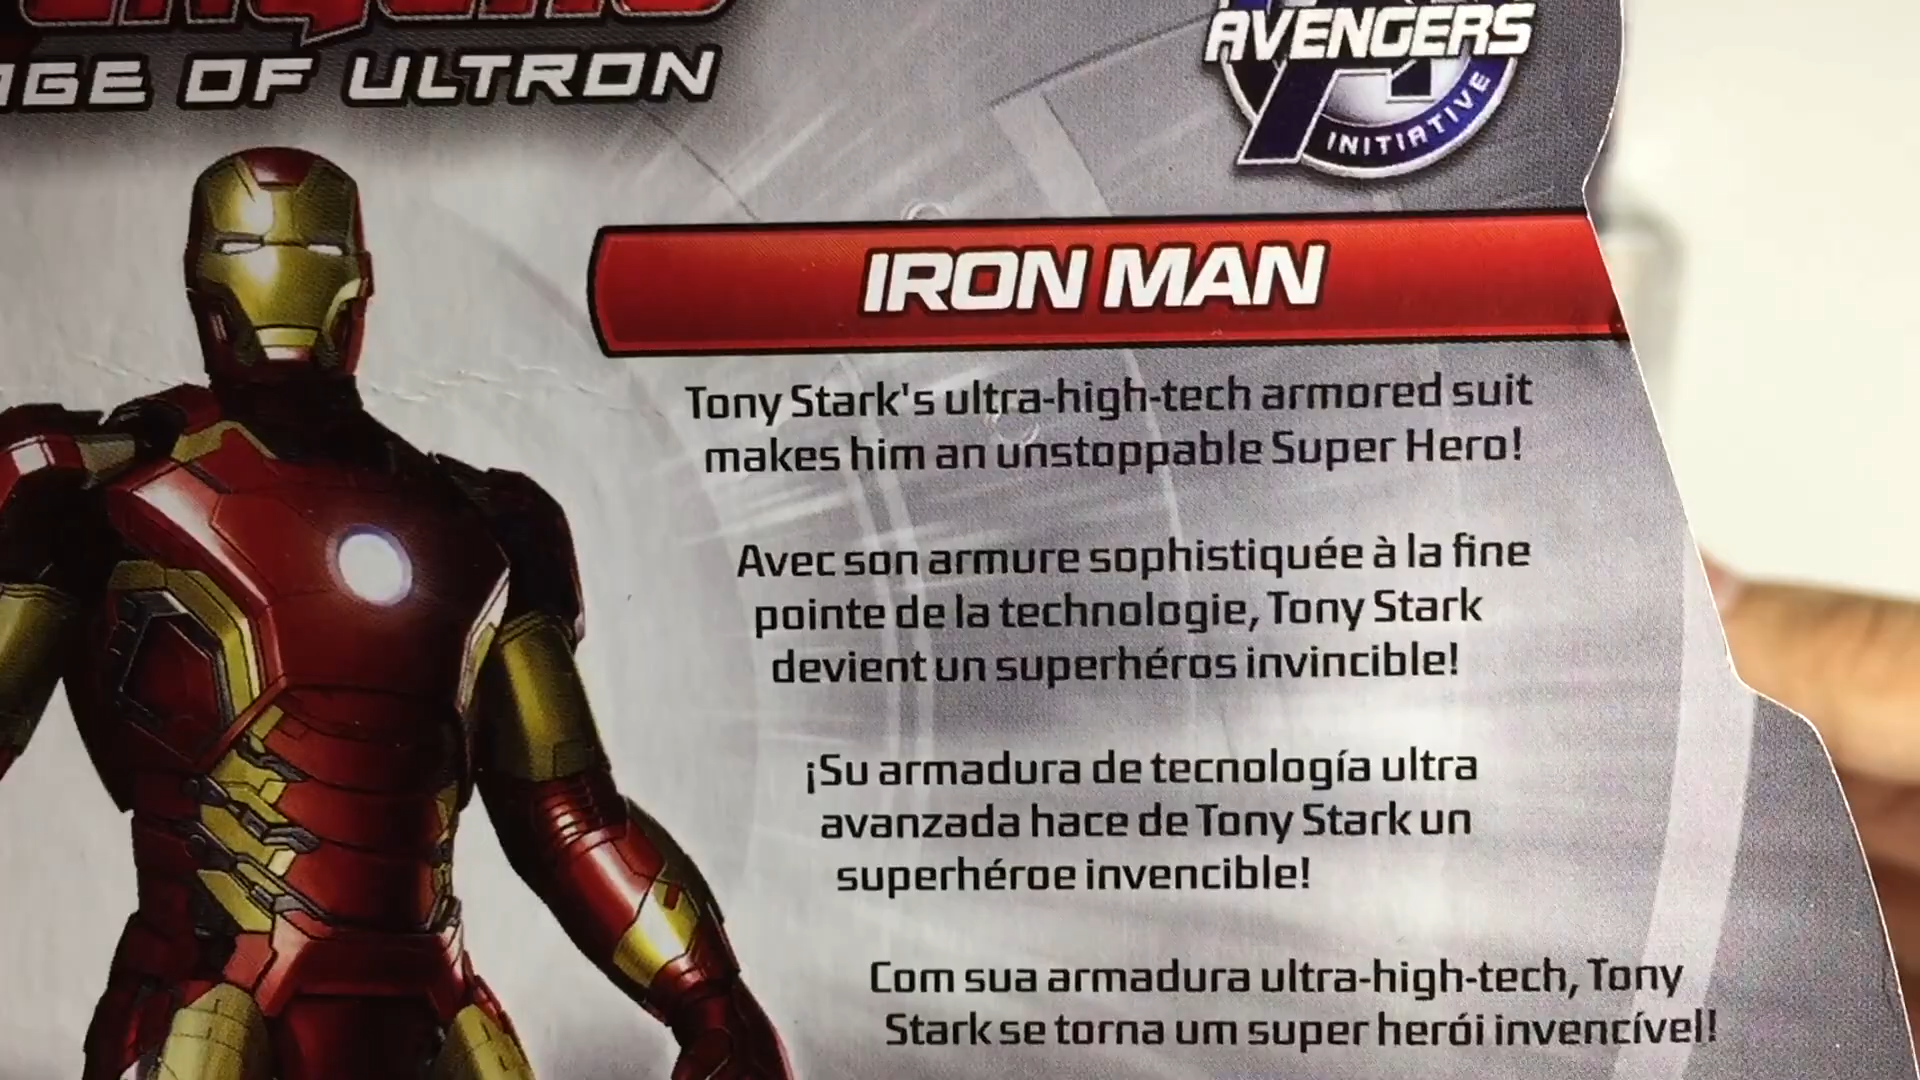 AGE OF ULTRON
AVENGERS
INITIATIVE
IRON MAN
Tony Stark's ultra-high-tech armored suit
makes him an unstoppable Super Hero!
Avec son armure sophistiquée à la fine
pointe de la technologie, Tony Stark
devient un superhéros invincible!
¡Su armadura de tecnología ultra
avanzada hace de Tony Stark un
superhéroe invencible!
Com sua armadura ultra-high-tech, Tony
Stark se torna um super herói invencível!